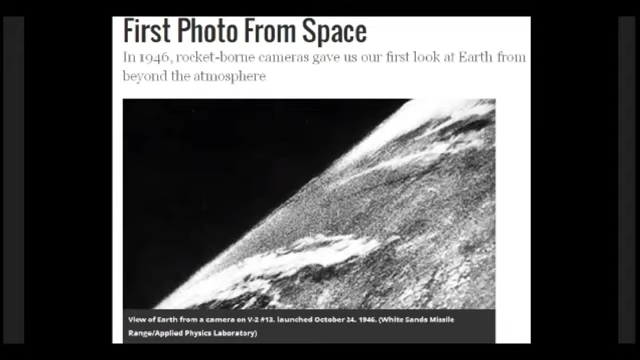 First Photo From Space
In 1946, rocket-borne cameras gave us our first look at Earth from
beyond the atmosphere
View of Earth from a camera on V-2 #13, launched October 24, 1946. (White Sands Missile
Range/Applied Physics Laboratory)